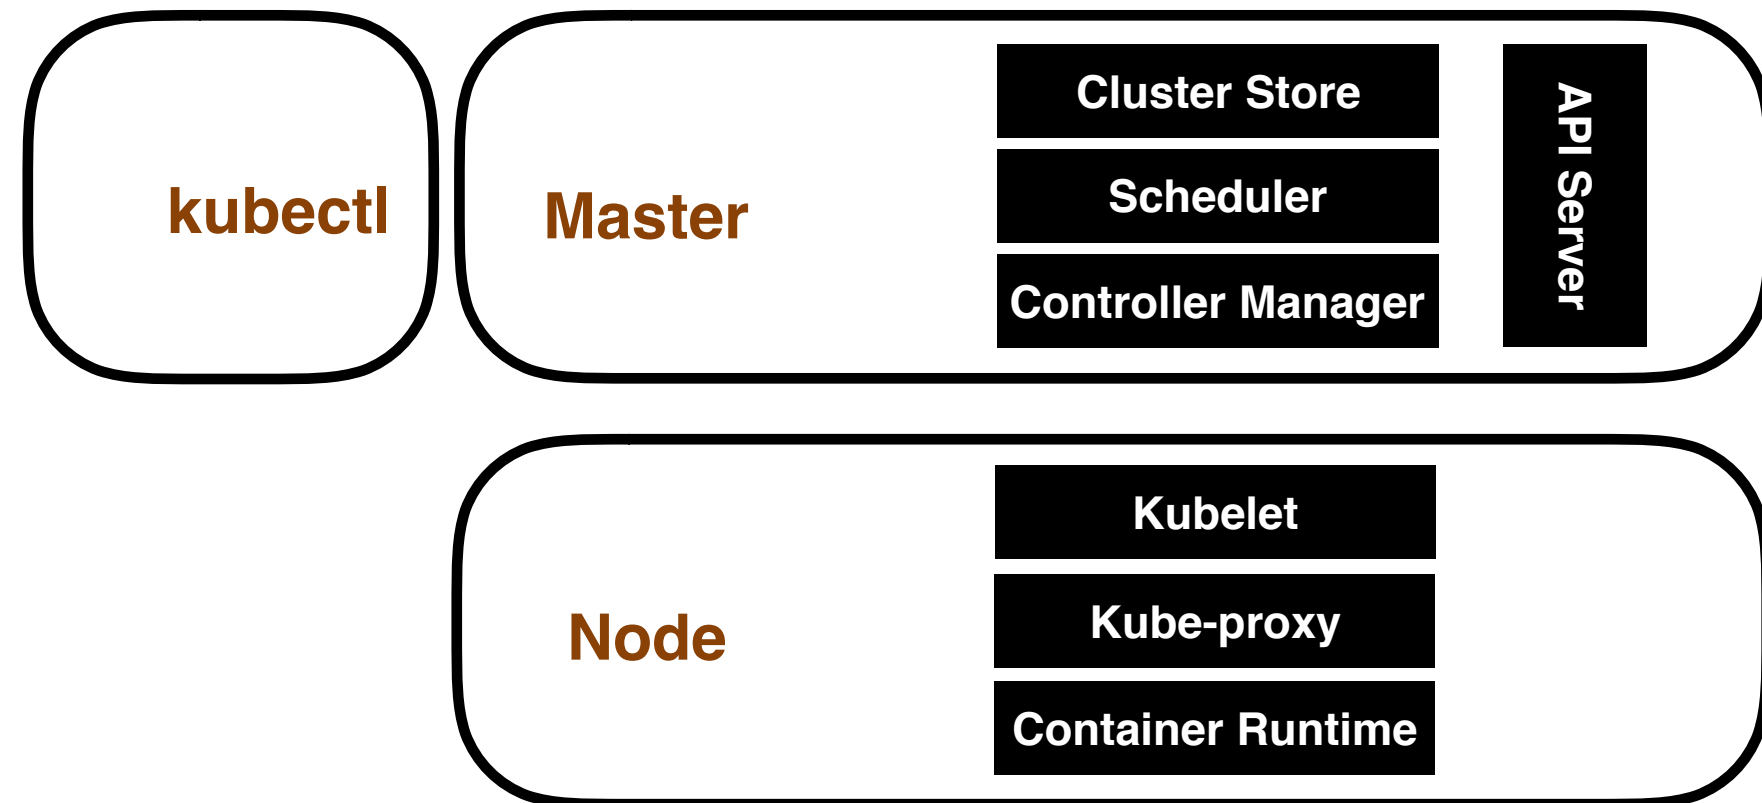 kubectl
Master
Cluster Store
Scheduler
Controller Manager
API Server
Node
Kubelet
Kube-proxy
Container Runtime